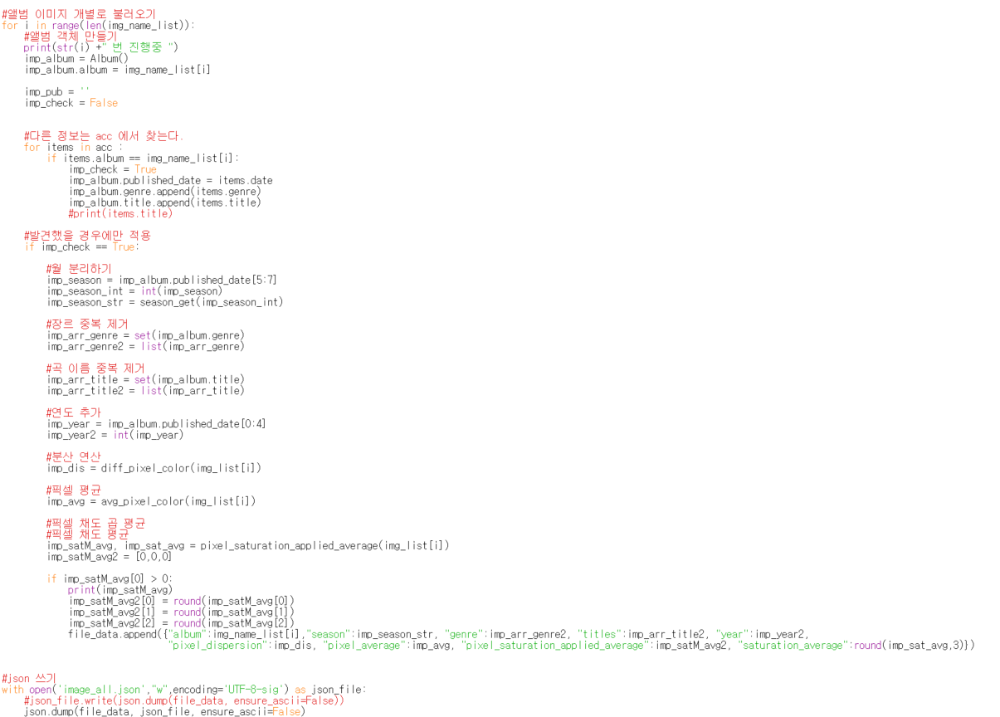 #앨범 이미지 개별로 불러오기
for i in range(len(img_name_list)):
    #앨범 객체 만들기
    print(str(i) +" 번 진행중 ")
    imp_album = Album()
    imp_album.album = img_name_list[i]

    imp_pub = ''
    imp_check = False


    #다른 정보는 acc 에서 찾는다.
    for items in acc :
        if items.album == img_name_list[i]:
            imp_check = True
            imp_album.published_date = items.date
            imp_album.genre.append(items.genre)
            imp_album.title.append(items.title)
            #print(items.title)

    #발견했을 경우에만 적용
    if imp_check == True:

        #월 분리하기
        imp_season = imp_album.published_date[5:7]
        imp_season_int = int(imp_season)
        imp_season_str = season_get(imp_season_int)

        #장르 중복 제거
        imp_arr_genre = set(imp_album.genre)
        imp_arr_genre2 = list(imp_arr_genre)

        #곡 이름 중복 제거
        imp_arr_title = set(imp_album.title)
        imp_arr_title2 = list(imp_arr_title)

        #연도 추가
        imp_year = imp_album.published_date[0:4]
        imp_year2 = int(imp_year)

        #분산 연산
        imp_dis = diff_pixel_color(img_list[i])

        #픽셀 평균
        imp_avg = avg_pixel_color(img_list[i])

        #픽셀 채도 곱 평균
        #픽셀 채도 평균
        imp_satM_avg, imp_sat_avg = pixel_saturation_applied_average(img_list[i])
        imp_satM_avg2 = [0,0,0]

        if imp_satM_avg[0] > 0:
            print(imp_satM_avg)
            imp_satM_avg2[0] = round(imp_satM_avg[0])
            imp_satM_avg2[1] = round(imp_satM_avg[1])
            imp_satM_avg2[2] = round(imp_satM_avg[2])
            file_data.append({"album":img_name_list[i],"season":imp_season_str, "genre":imp_arr_genre2, "titles":imp_arr_title2, "year":imp_year2,
                              "pixel_dispersion":imp_dis, "pixel_average":imp_avg, "pixel_saturation_applied_average":imp_satM_avg2, "saturation_average":round(imp_sat_avg,3)})


#json 쓰기
with open('image_all.json',"w",encoding='UTF-8-sig') as json_file:
    #json_file.write(json.dump(file_data, ensure_ascii=False))
    json.dump(file_data, json_file, ensure_ascii=False)